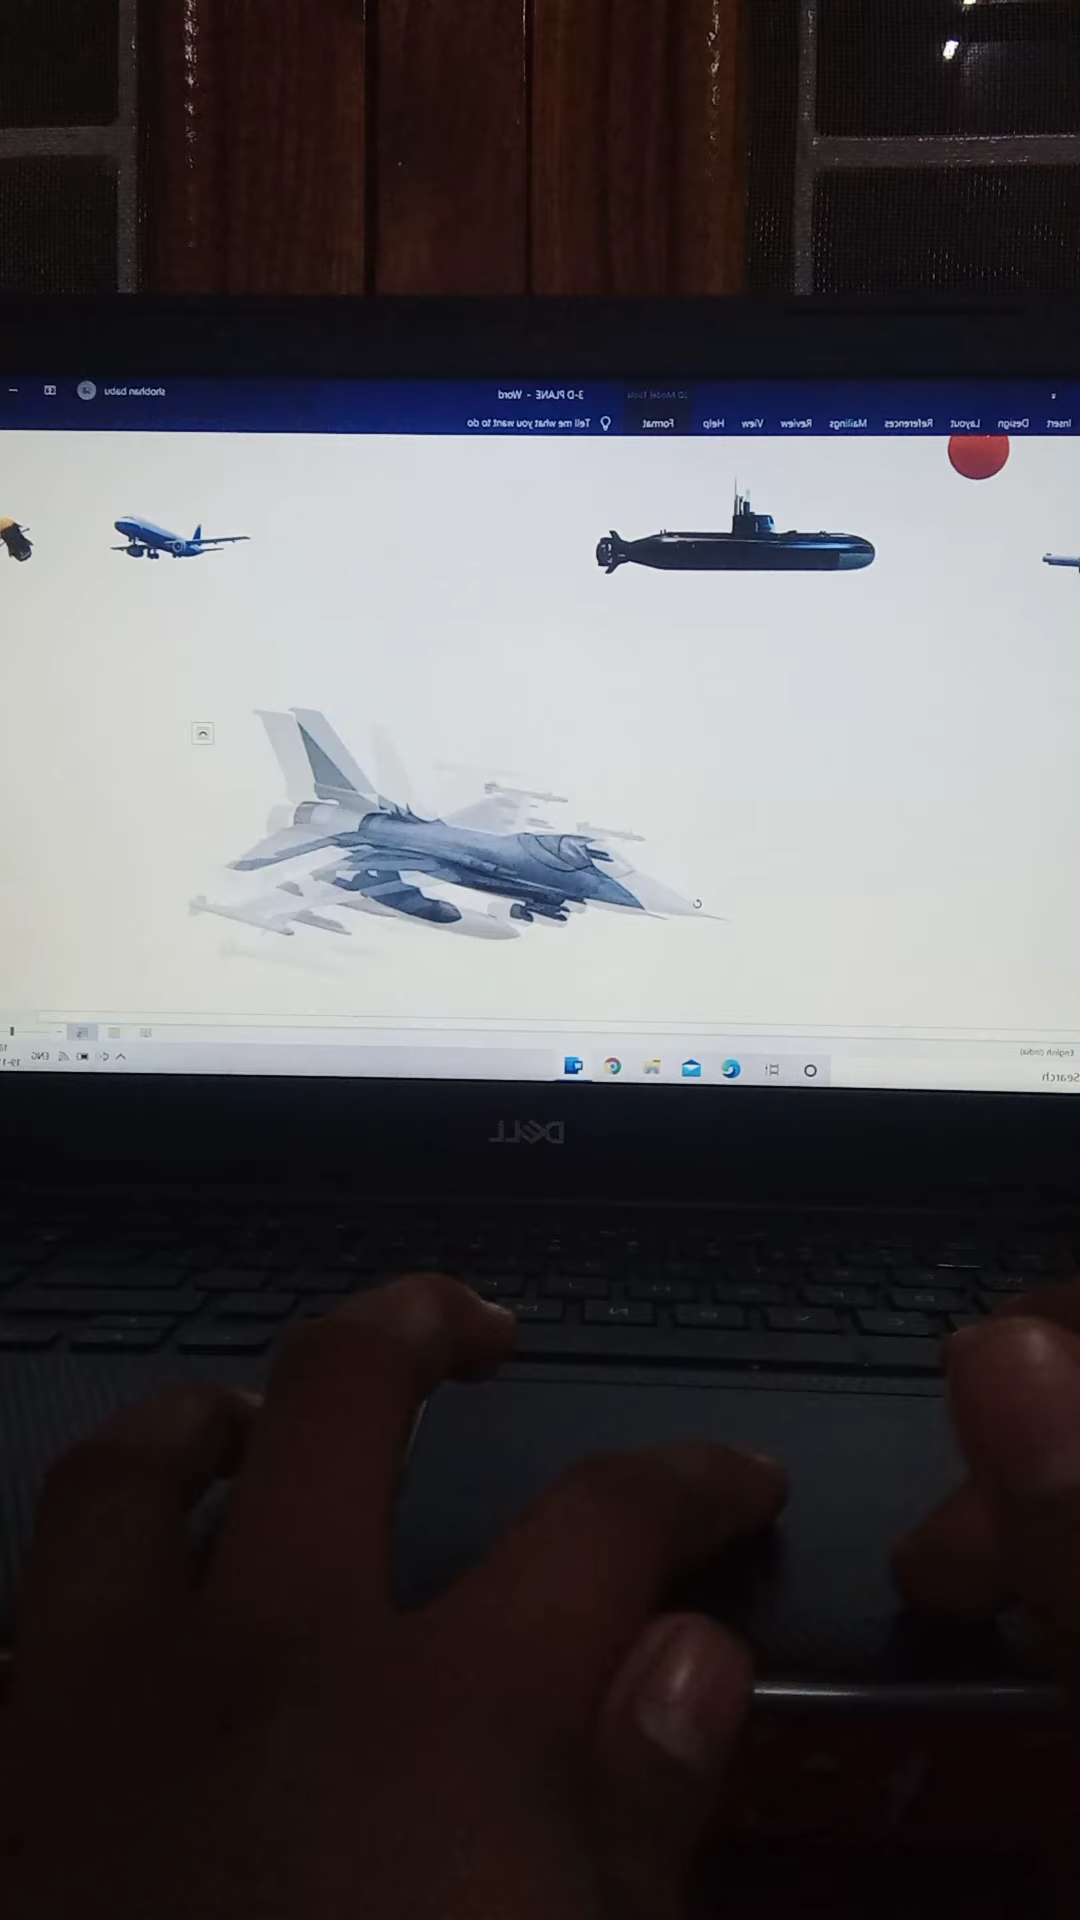 shobhan babu
3-D PLANE - Word
3D Model Tools
Insert Design Layout References Mailings Review View Help Format Tell me what you want to do
English (India)
Search
ENG
DELL